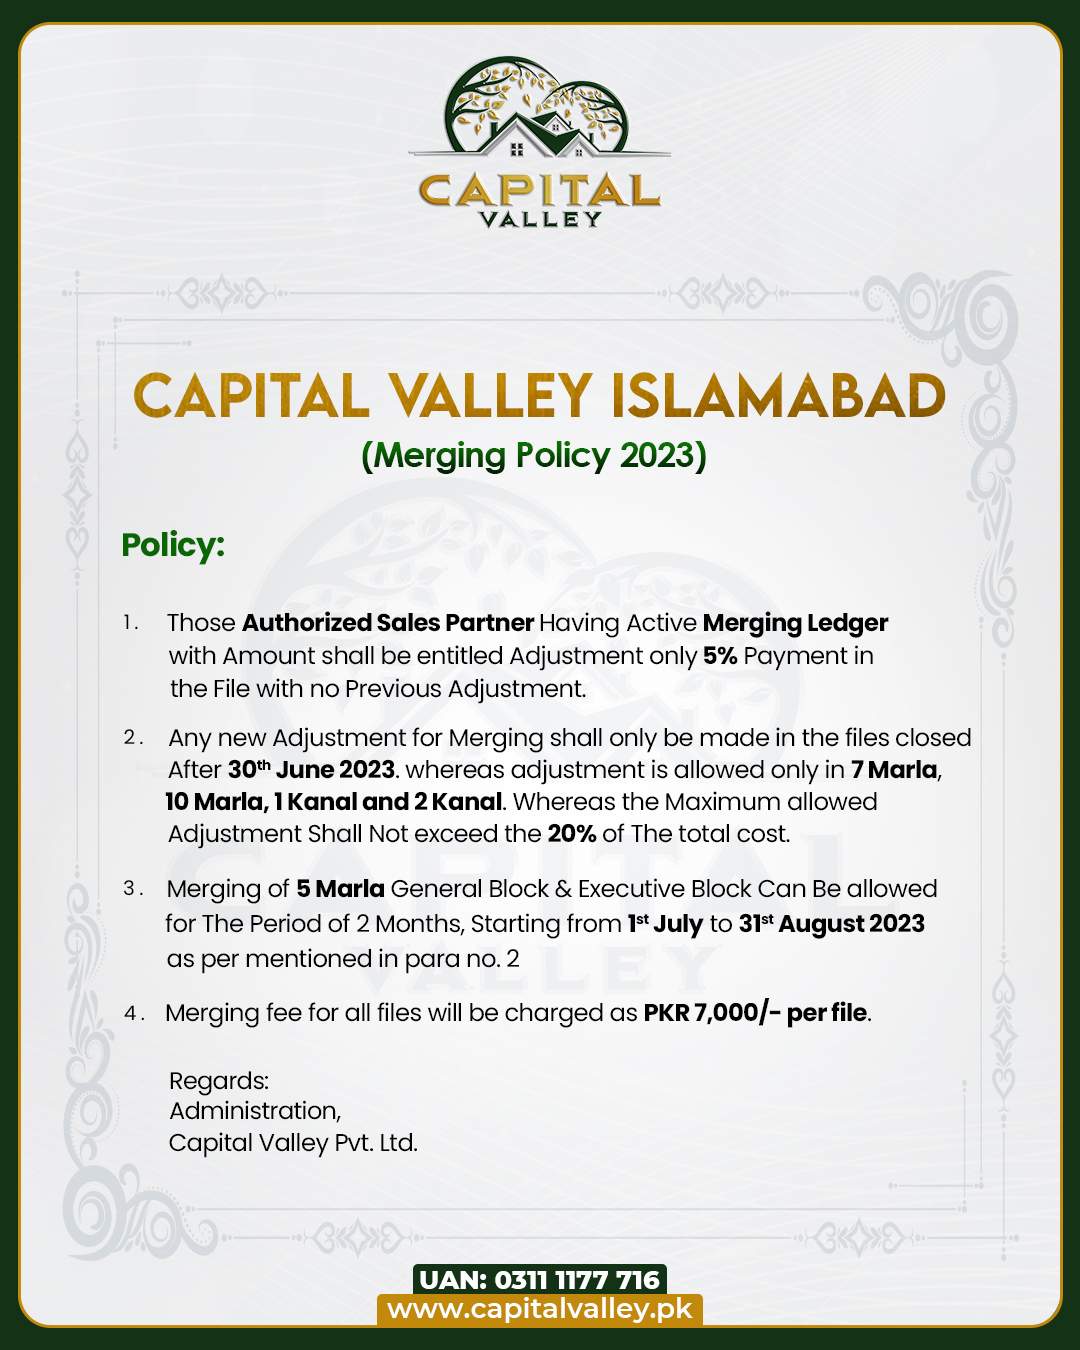 CAPITAL
VALLEY
CAPITAL VALLEY ISLAMABAD
(Merging Policy 2023)
Policy:
1. Those Authorized Sales Partner Having Active Merging Ledger
with Amount shall be entitled Adjustment only 5% Payment in
the File with no Previous Adjustment.
2. Any new Adjustment for Merging shall only be made in the files closed
After 30th June 2023. whereas adjustment is allowed only in 7 Marla,
10 Marla, 1 Kanal and 2 Kanal. Whereas the Maximum allowed
Adjustment Shall Not exceed the 20% of The total cost.
3. Merging of 5 Marla General Block & Executive Block Can Be allowed
for The Period of 2 Months, Starting from 1st July to 31st August 2023
as per mentioned in para no. 2
4. Merging fee for all files will be charged as PKR 7,000/- per file.
Regards:
Administration,
Capital Valley Pvt. Ltd.
CAPITAL
VALLEY
UAN: 0311 1177 716
www.capitalvalley.pk